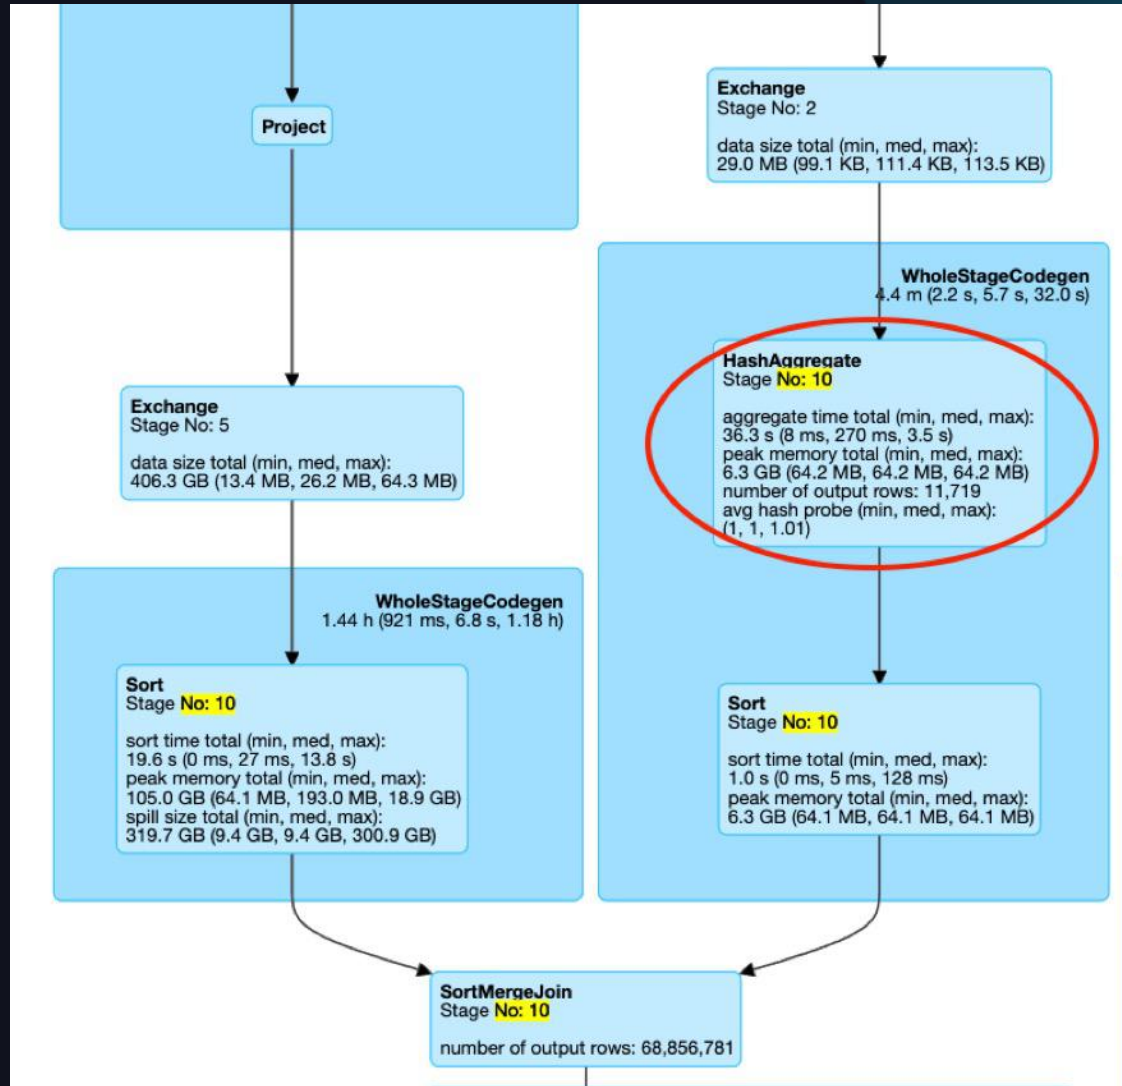 Project
Exchange
Stage No: 5
data size total (min, med, max):
406.3 GB (13.4 MB, 26.2 MB, 64.3 MB)
WholeStageCodegen
1.44 h (921 ms, 6.8 s, 1.18 h)
Sort
Stage No: 10
sort time total (min, med, max):
19.6 s (0 ms, 27 ms, 13.8 s)
peak memory total (min, med, max):
105.0 GB (64.1 MB, 193.0 MB, 18.9 GB)
spill size total (min, med, max):
319.7 GB (9.4 GB, 9.4 GB, 300.9 GB)
Exchange
Stage No: 2
data size total (min, med, max):
29.0 MB (99.1 KB, 111.4 KB, 113.5 KB)
WholeStageCodegen
4.4 m (2.2 s, 5.7 s, 32.0 s)
HashAggregate
Stage No: 10
aggregate time total (min, med, max):
36.3 s (8 ms, 270 ms, 3.5 s)
peak memory total (min, med, max):
6.3 GB (64.2 MB, 64.2 MB, 64.2 MB)
number of output rows: 11,719
avg hash probe (min, med, max):
(1, 1, 1.01)
Sort
Stage No: 10
sort time total (min, med, max):
1.0 s (0 ms, 5 ms, 128 ms)
peak memory total (min, med, max):
6.3 GB (64.1 MB, 64.1 MB, 64.1 MB)
SortMergeJoin
Stage No: 10
number of output rows: 68,856,781